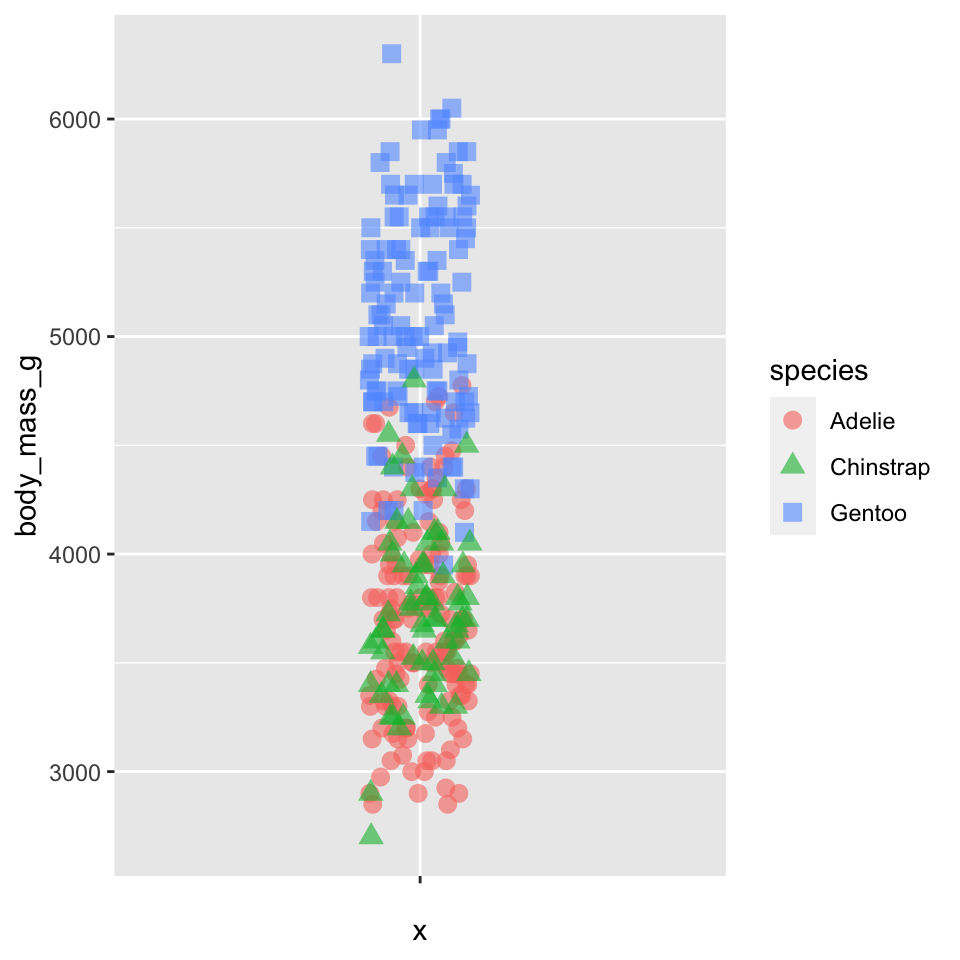 body_mass_g
6000
5000
4000
3000
x
species
Adelie
Chinstrap
Gentoo